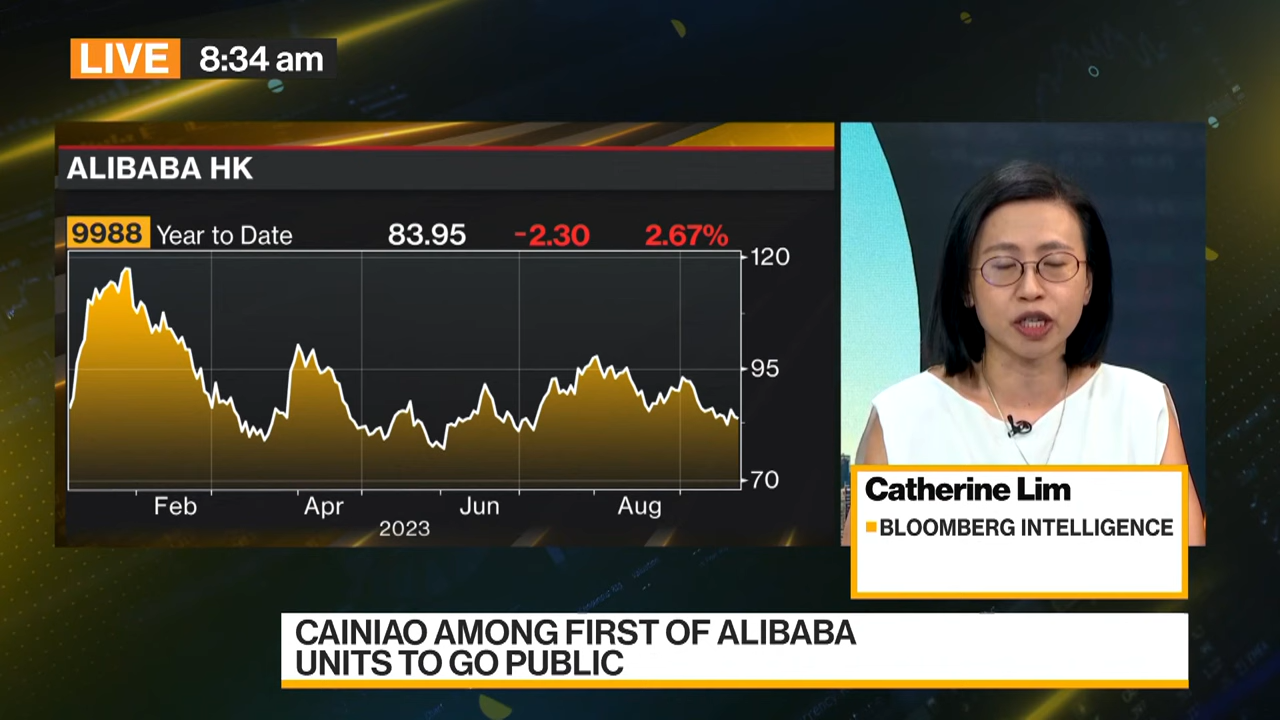 LIVE 8:34 am
ALIBABA HK
9988 Year to Date 83.95 -2.30 2.67%
120
95
70
Feb Apr Jun Aug
2023
Catherine Lim
BLOOMBERG INTELLIGENCE
CAINIAO AMONG FIRST OF ALIBABA
UNITS TO GO PUBLIC